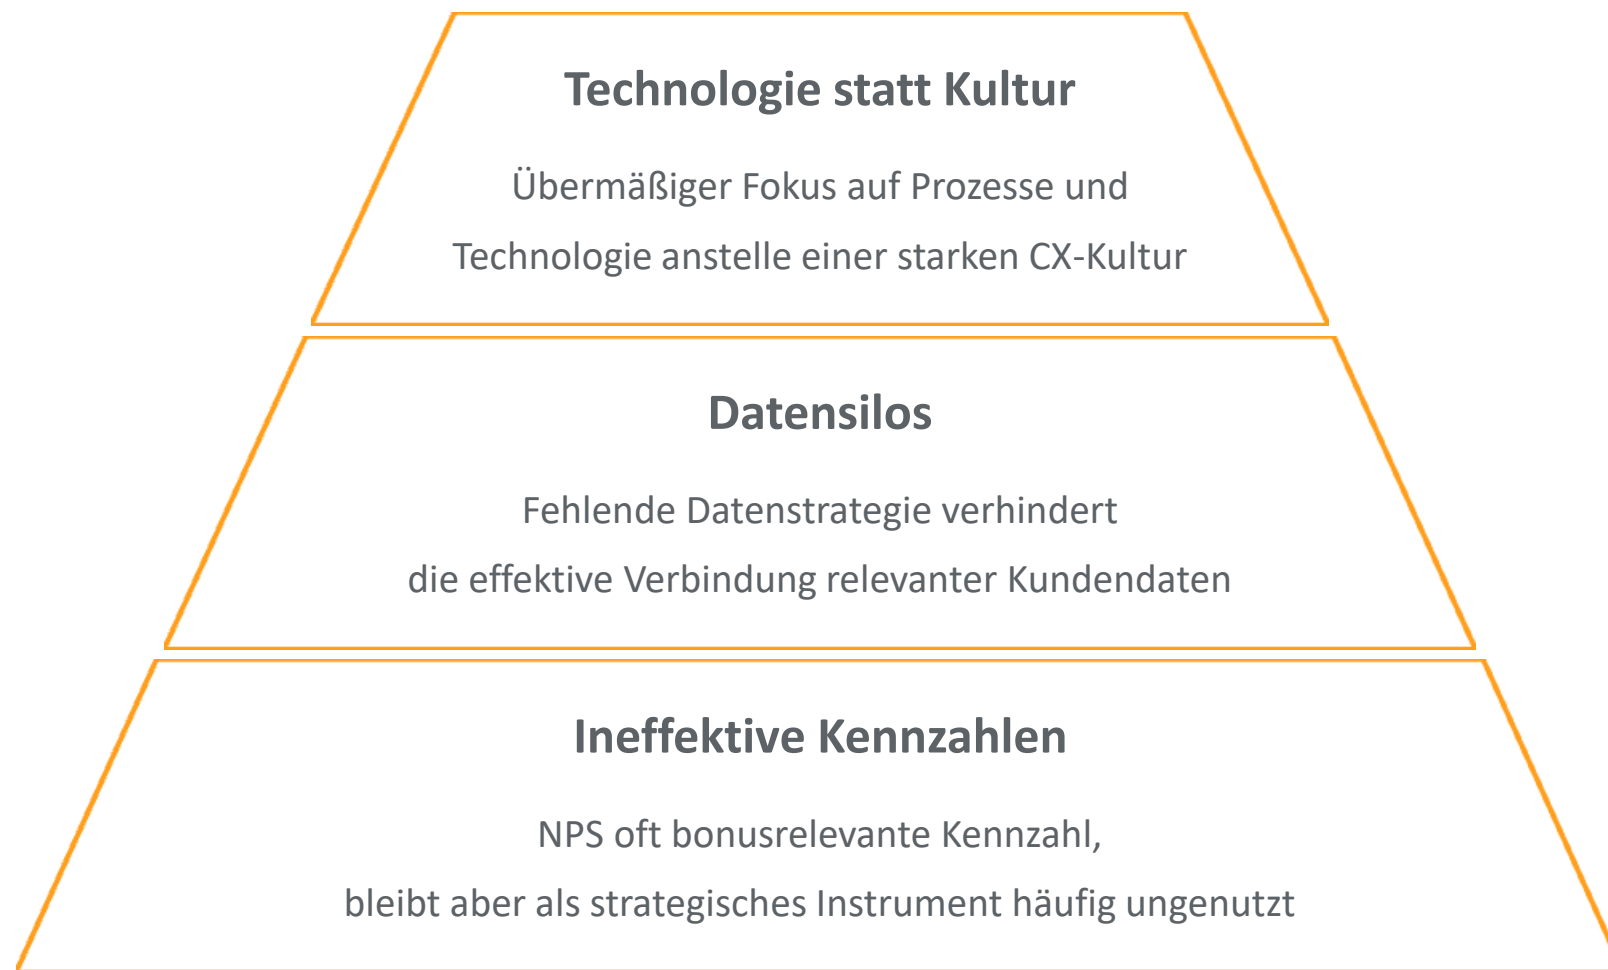 Technologie statt Kultur
Übermäßiger Fokus auf Prozesse und
Technologie anstelle einer starken CX-Kultur
Datensilos
Fehlende Datenstrategie verhindert
die effektive Verbindung relevanter Kundendaten
Ineffektive Kennzahlen
NPS oft bonusrelevante Kennzahl,
bleibt aber als strategisches Instrument häufig ungenutzt